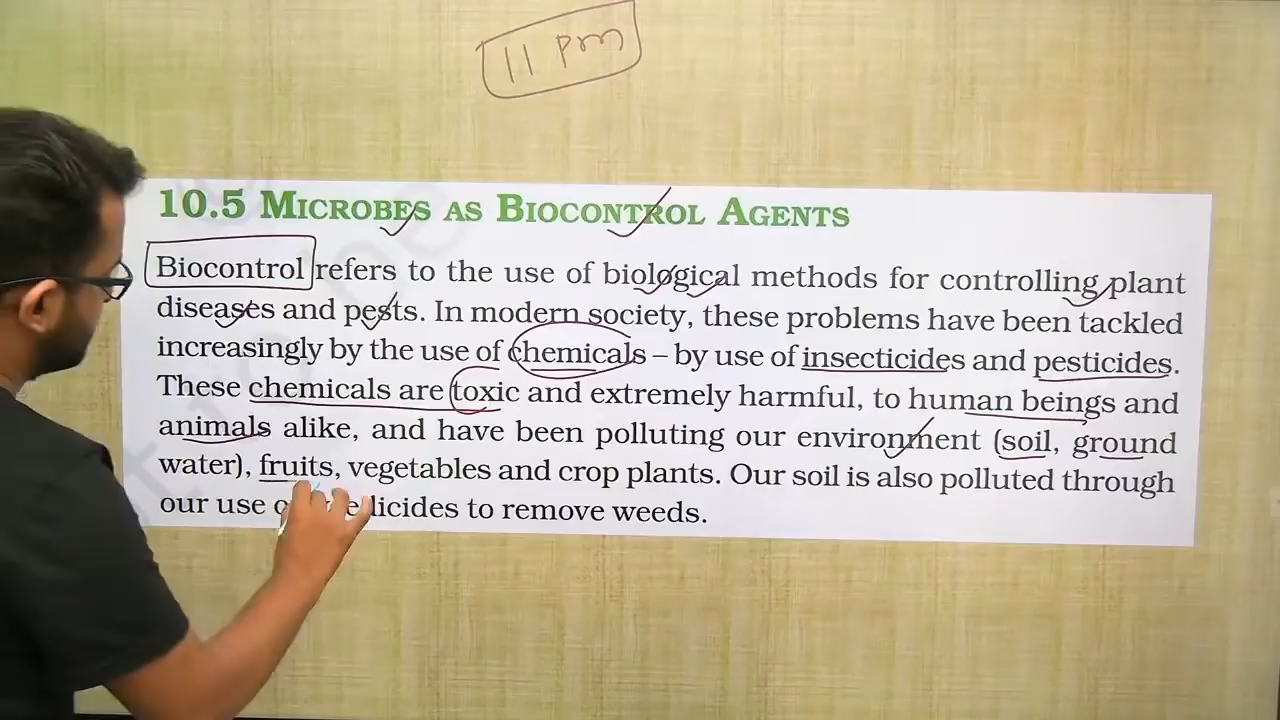 11 pm
10.5 MICROBES AS BIOCONTROL AGENTS
Biocontrol refers to the use of biological methods for controlling plant
diseases and pests. In modern society, these problems have been tackled
increasingly by the use of chemicals – by use of insecticides and pesticides.
These chemicals are toxic and extremely harmful, to human beings and
animals alike, and have been polluting our environment (soil, ground
water), fruits, vegetables and crop plants. Our soil is also polluted through
our use to remove weeds.